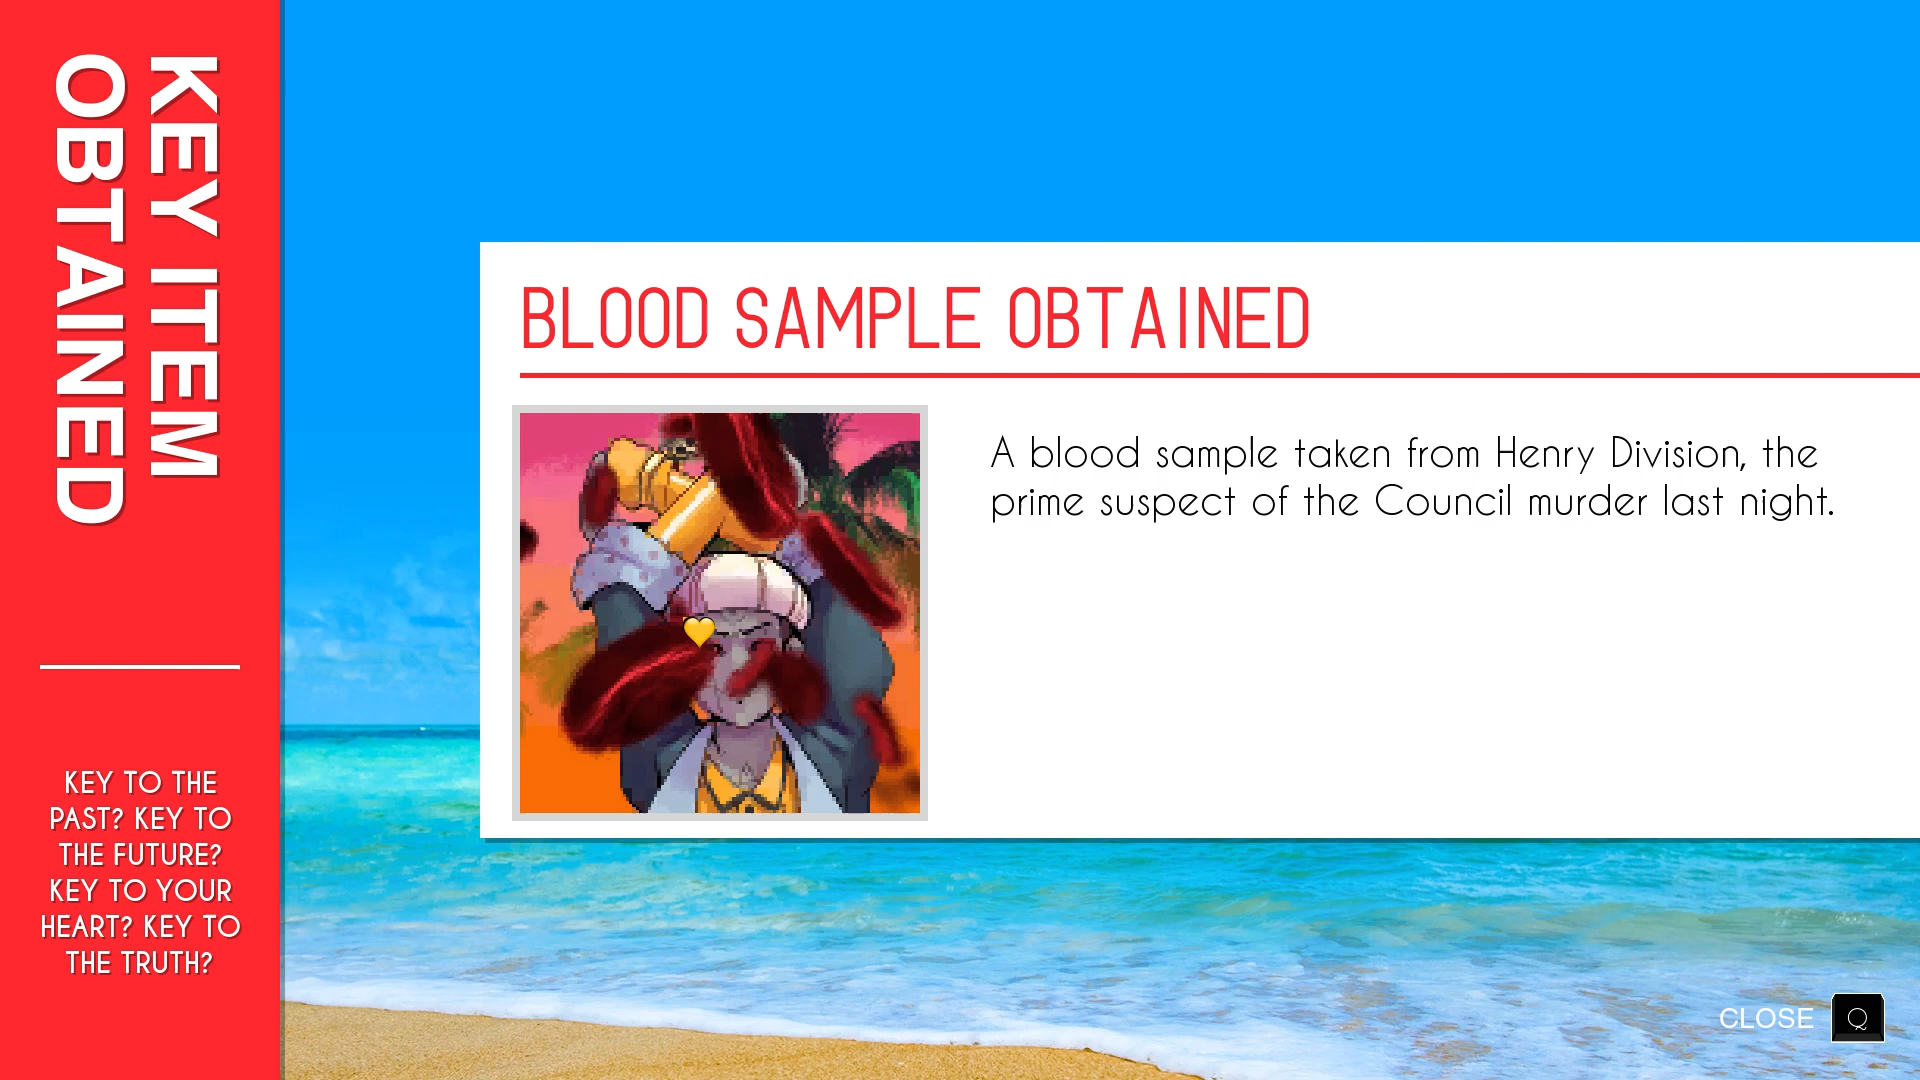 KEY ITEM
OBTAINED
KEY TO THE
PAST? KEY TO
THE FUTURE?
KEY TO YOUR
HEART? KEY TO
THE TRUTH?
BLOOD SAMPLE OBTAINED
A blood sample taken from Henry Division, the
prime suspect of the Council murder last night.
CLOSE Q